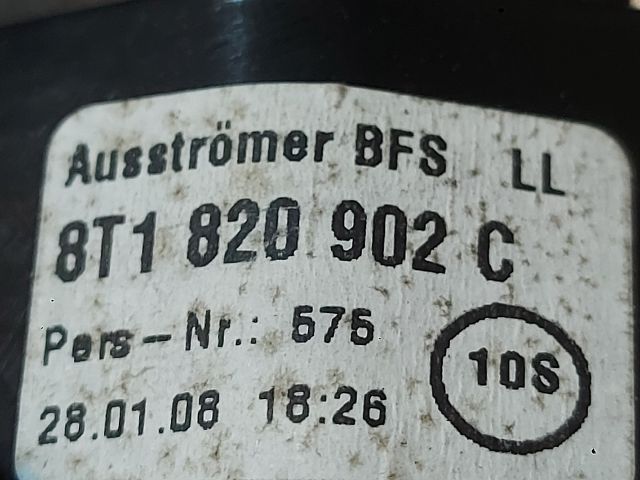 Ausströmer BFS LL
8T1 820 902 C
Pers-Nr.: 575
10S
28.01.08 18:26